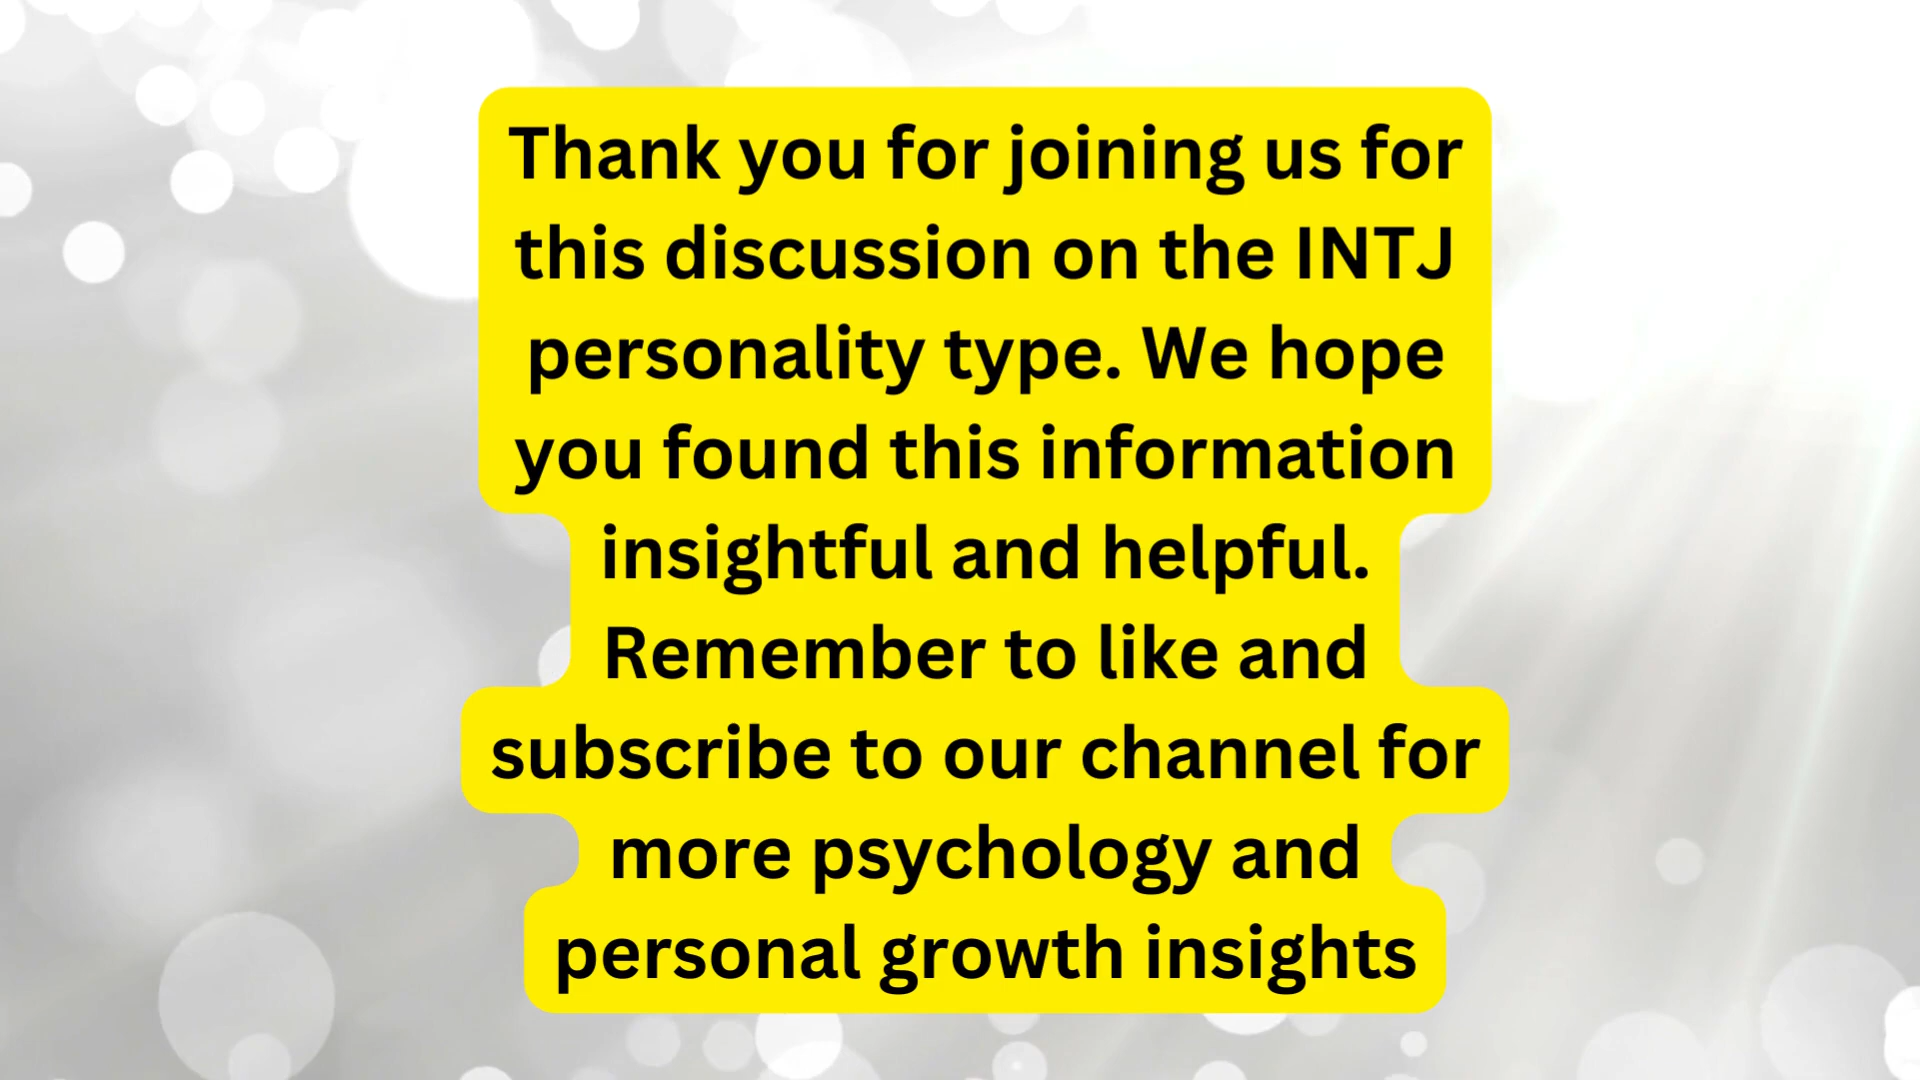 Thank you for joining us for
this discussion on the INTJ
personality type. We hope
you found this information
insightful and helpful.
Remember to like and
subscribe to our channel for
more psychology and
personal growth insights